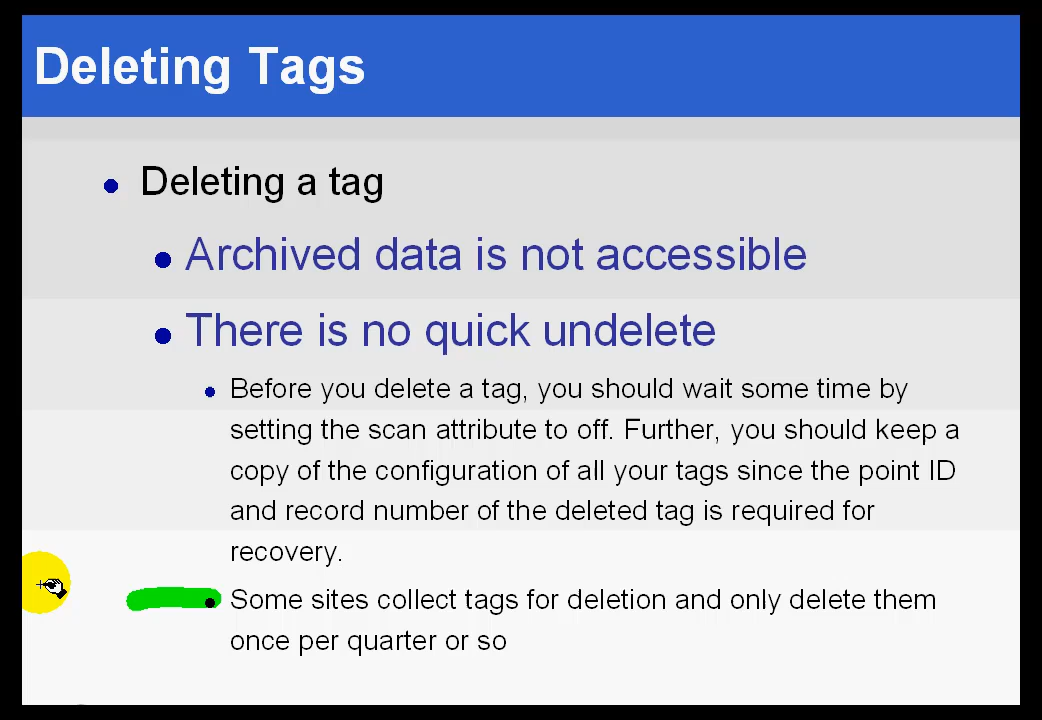 Deleting Tags
Deleting a tag
Archived data is not accessible
There is no quick undelete
Before you delete a tag, you should wait some time by
setting the scan attribute to off. Further, you should keep a
copy of the configuration of all your tags since the point ID
and record number of the deleted tag is required for
recovery.
Some sites collect tags for deletion and only delete them
once per quarter or so